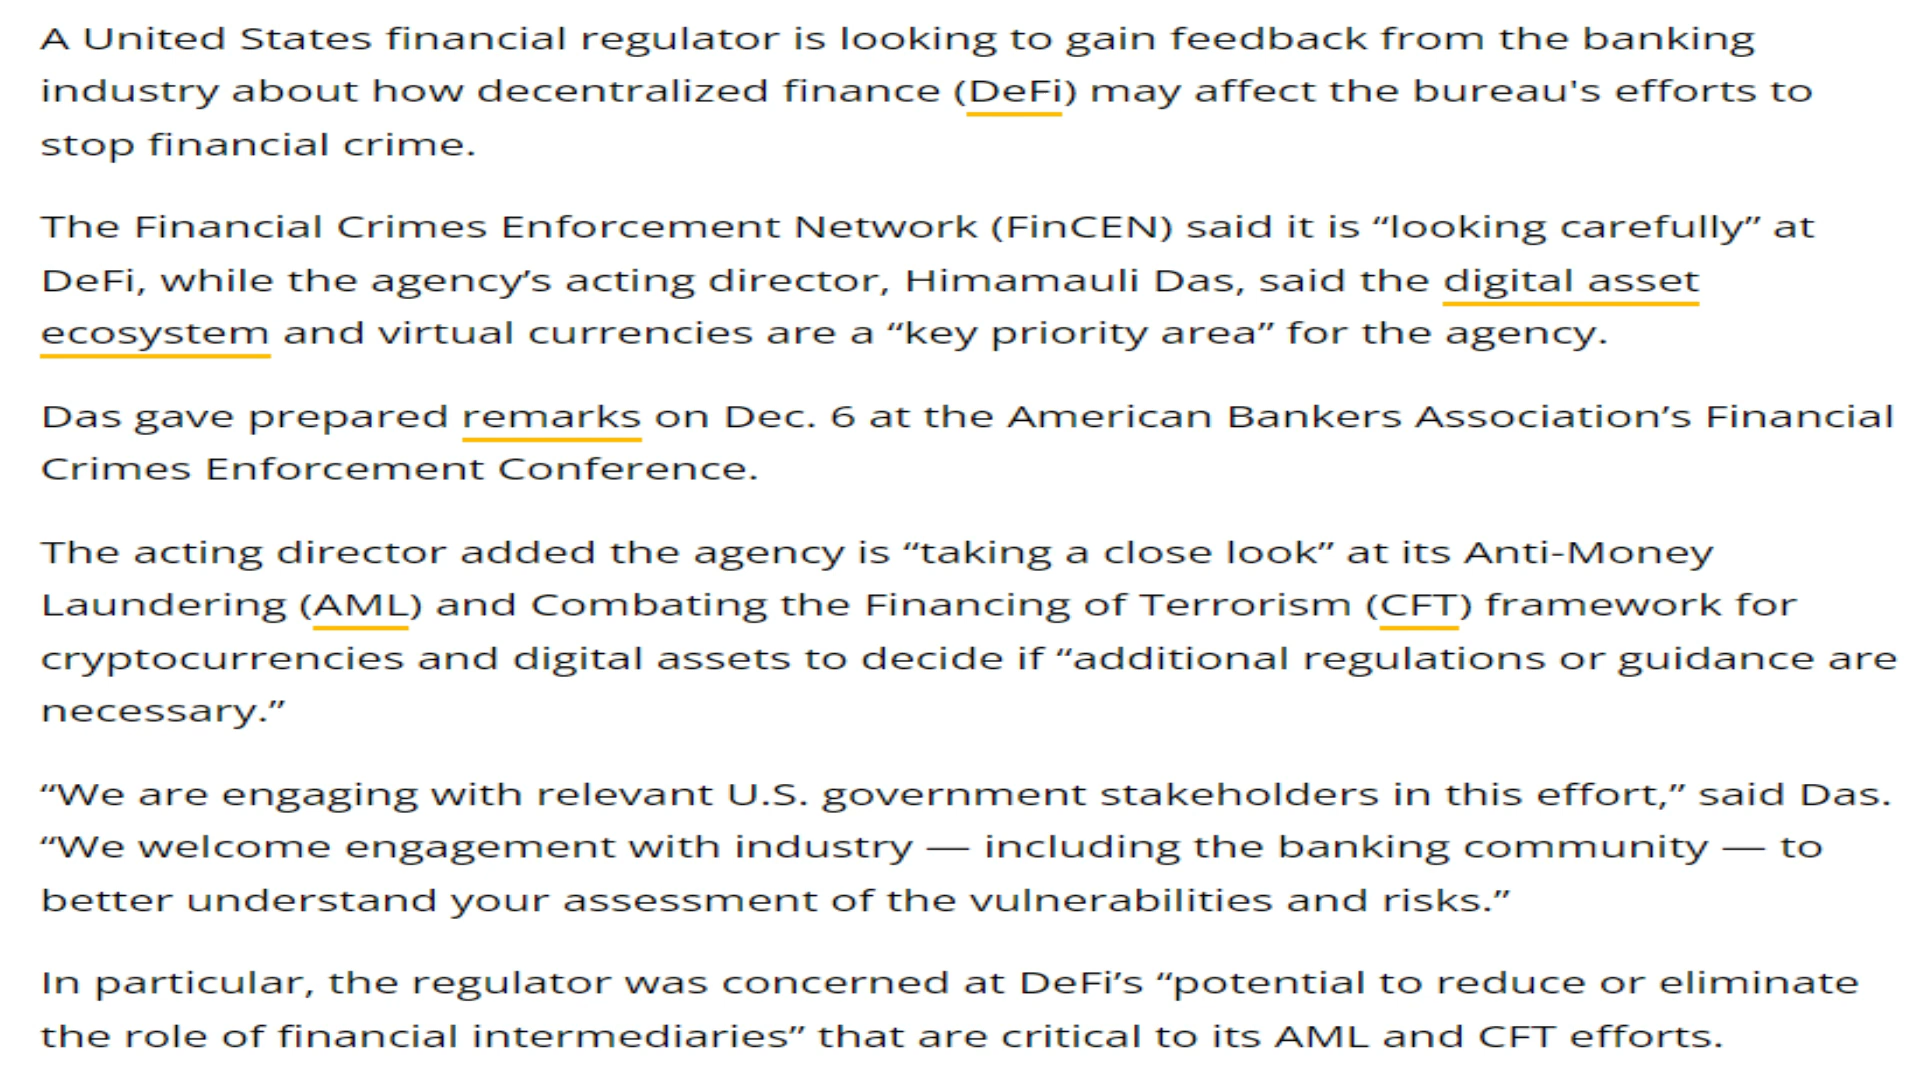 A United States financial regulator is looking to gain feedback from the banking
industry about how decentralized finance (DeFi) may affect the bureau's efforts to
stop financial crime.
The Financial Crimes Enforcement Network (FinCEN) said it is “looking carefully” at
DeFi, while the agency’s acting director, Himamauli Das, said the digital asset
ecosystem and virtual currencies are a “key priority area” for the agency.
Das gave prepared remarks on Dec. 6 at the American Bankers Association’s Financial
Crimes Enforcement Conference.
The acting director added the agency is “taking a close look” at its Anti-Money
Laundering (AML) and Combating the Financing of Terrorism (CFT) framework for
cryptocurrencies and digital assets to decide if “additional regulations or guidance are
necessary.”
“We are engaging with relevant U.S. government stakeholders in this effort,” said Das.
“We welcome engagement with industry — including the banking community — to
better understand your assessment of the vulnerabilities and risks.”
In particular, the regulator was concerned at DeFi’s “potential to reduce or eliminate
the role of financial intermediaries” that are critical to its AML and CFT efforts.